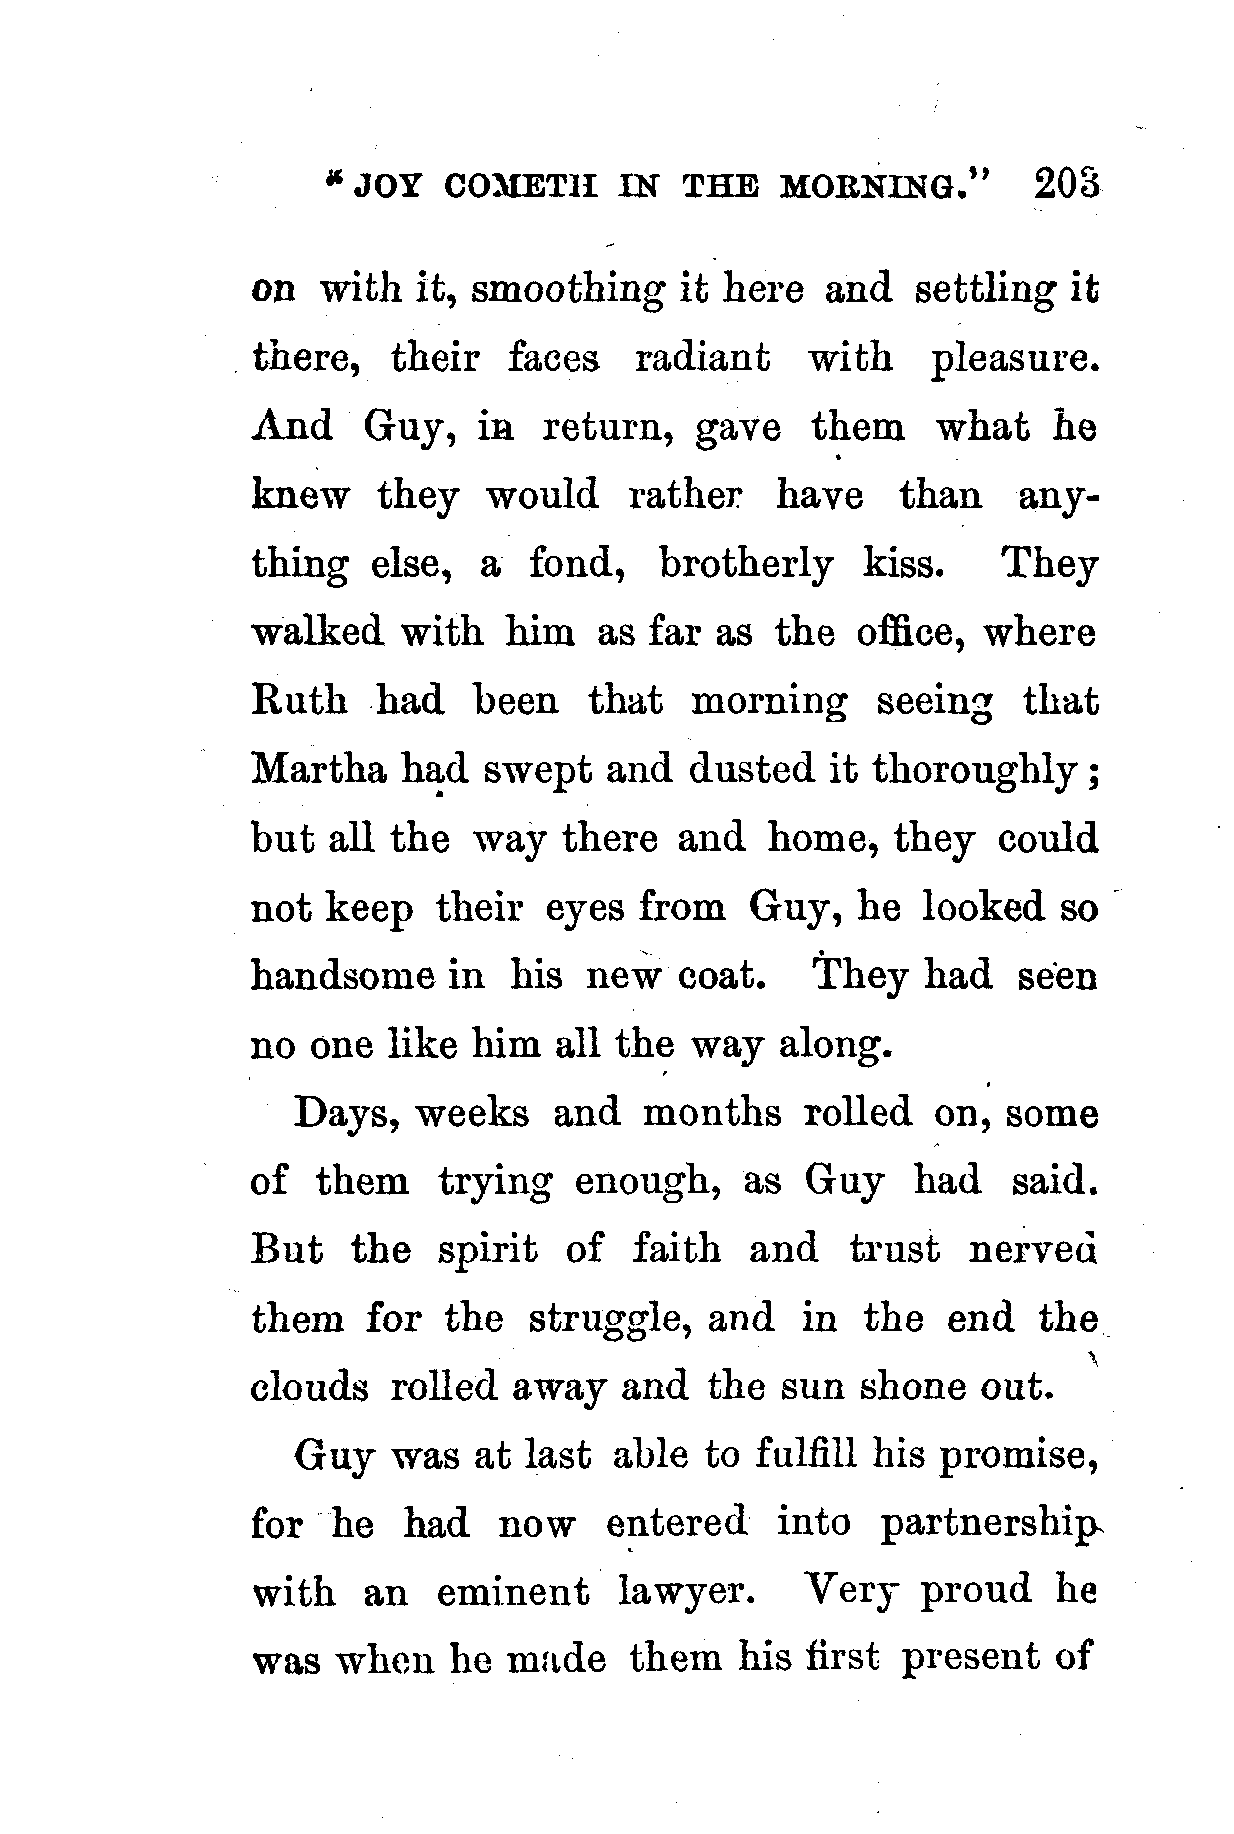 "JOY COMETH IN THE MORNING." 203
on with it, smoothing it here and settling it
there, their faces radiant with pleasure.
And Guy, in return, gave them what he
knew they would rather have than any-
thing else, a fond, brotherly kiss. They
walked with him as far as the office, where
Ruth had been that morning seeing that
Martha had swept and dusted it thoroughly;
but all the way there and home, they could
not keep their eyes from Guy, he looked so
handsome in his new coat. They had seen
no one like him all the way along.
Days, weeks and months rolled on, some
of them trying enough, as Guy had said.
But the spirit of faith and trust nerved
them for the struggle, and in the end the
clouds rolled away and the sun shone out.
Guy was at last able to fulfill his promise,
for he had now entered into partnership
with an eminent lawyer. Very proud he
was when he made them his first present of